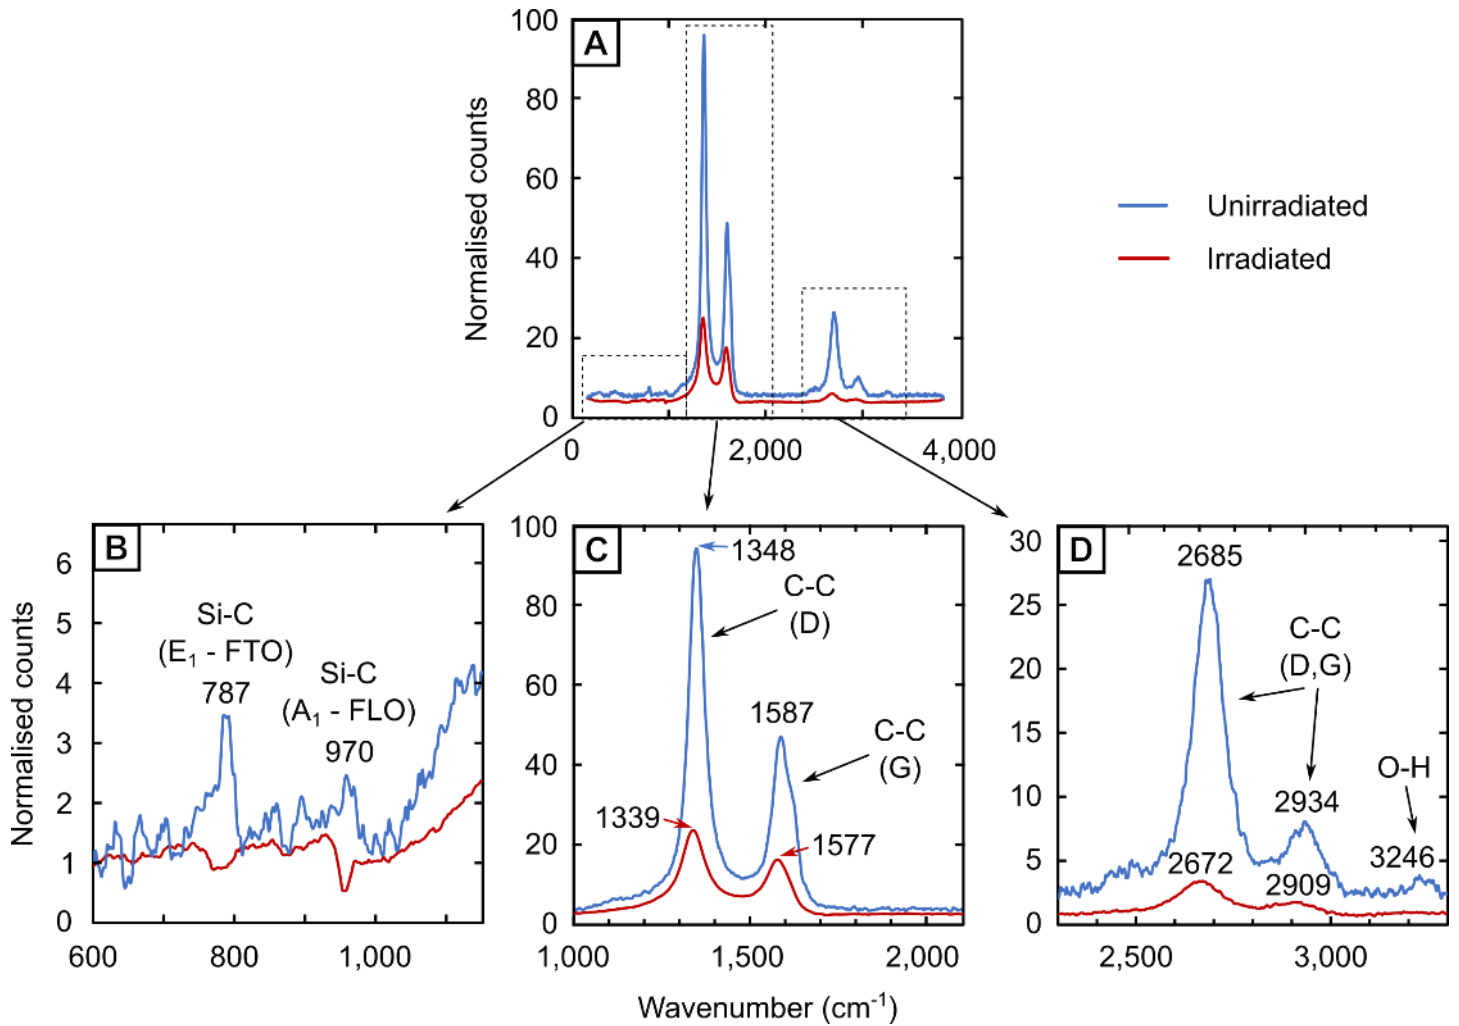 A
100
80
60
40
20
0
Normalised counts
0
2,000
4,000
Unirradiated
Irradiated
B
6
5
4
3
2
1
0
Normalised counts
Si-C
(E₁ - FTO)
787
Si-C
(A₁ - FLO)
970
600
800
1,000
C
100
80
60
40
20
0
1348
C-C
(D)
1587
C-C
(G)
1339
1577
1,000
1,500
2,000
Wavenumber (cm⁻¹)
D
30
25
20
15
10
5
0
2685
C-C
(D,G)
2934
O-H
3246
2672
2909
2,500
3,000